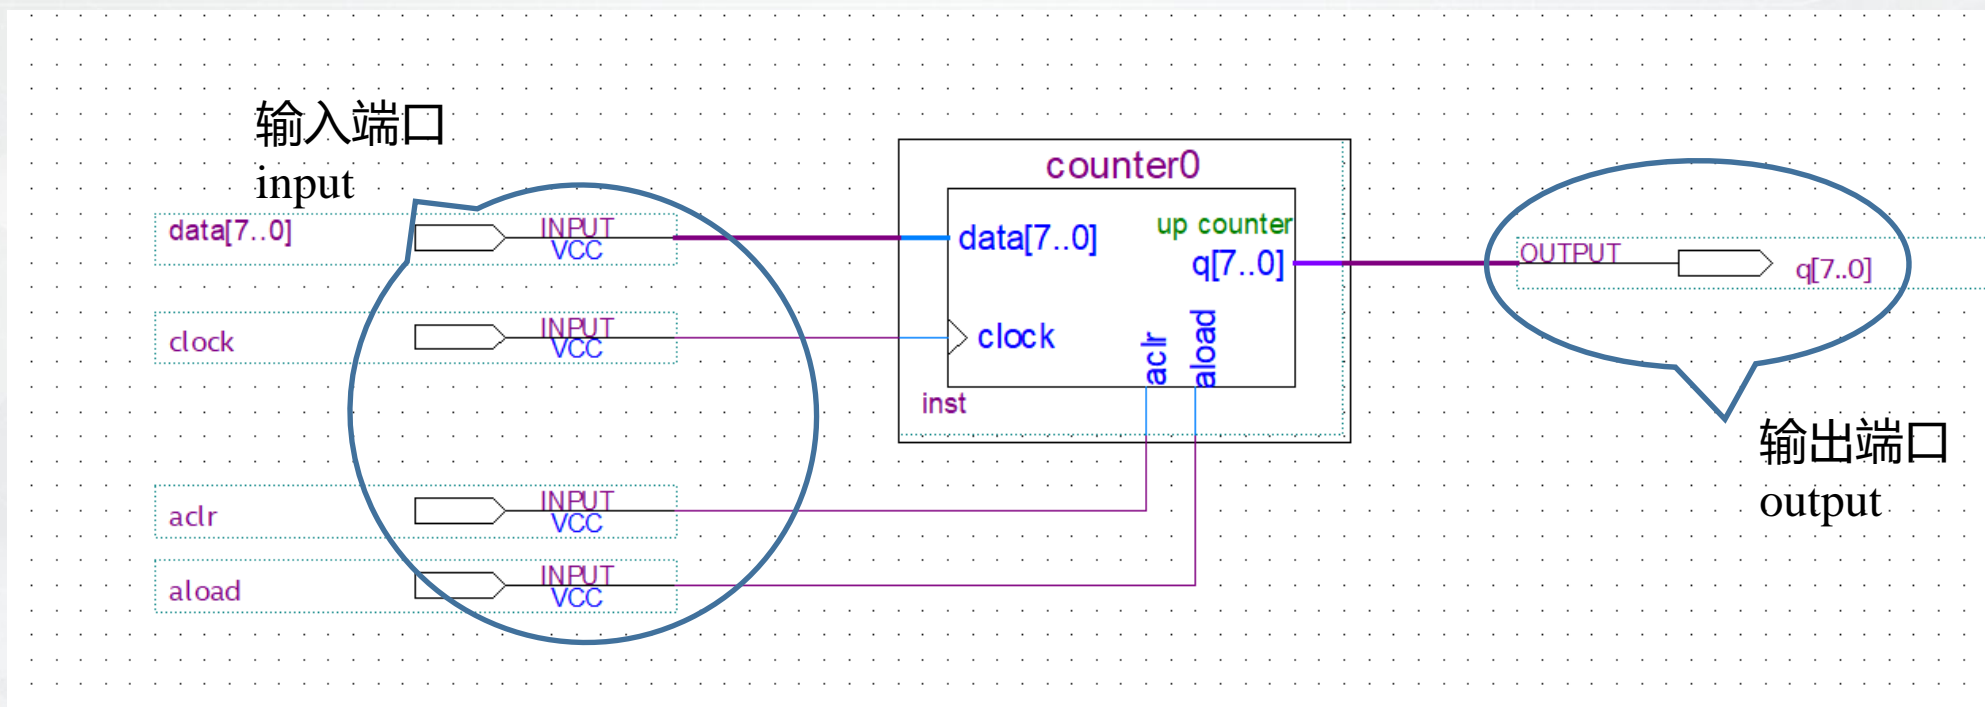 输入端口
input
data[7..0]
INPUT
VCC
clock
INPUT
VCC
aclr
INPUT
VCC
aload
INPUT
VCC
counter0
up counter
data[7..0]
q[7..0]
clock
aclr
aload
inst
OUTPUT
q[7..0]
输出端口
output